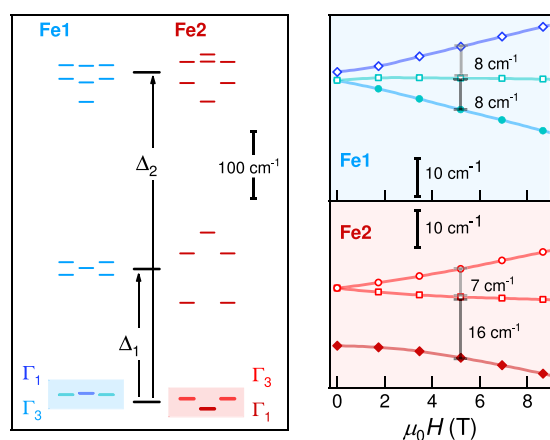 Fe1 Fe2
Δ₂
100 cm⁻¹
Δ₁
Γ₁ Γ₃
Γ₃ Γ₁
8 cm⁻¹
8 cm⁻¹
Fe1
10 cm⁻¹
10 cm⁻¹
Fe2
7 cm⁻¹
16 cm⁻¹
0 2 4 6 8
μ₀H (T)